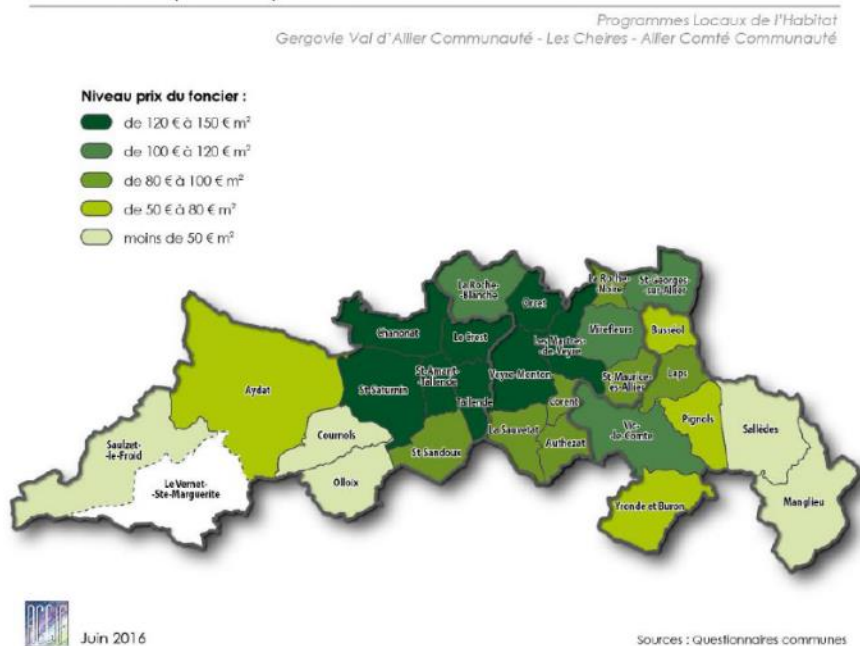 Programmes Locaux de l'Habitat
Gergovie Val d'Allier Communauté - Les Cheires - Allier Comté Communauté
Niveau prix du foncier :
de 120 € à 150 € m²
de 100 € à 120 € m²
de 80 € à 100 € m²
de 50 € à 80 € m²
moins de 50 € m²
La Roche-
-Blanche
Orcet
La Roche-
Noire
St-Georges-
sur-Allier
Chanonat
Le Crest
Les Martres-
-de-Veyre
Mirefleurs
Busséol
St-Saturnin
St-Amant-
Tallende
Tallende
Veyre-Monton
St-Maurice-
ès-Allier
Laps
Aydat
Corent
Pignols
Cournols
St Sandoux
La Sauvetat
Authezat
Vic-
-le-Comte
Sallèdes
Saulzet-
-le-Froid
Olloix
Le Vernet-
-Ste-Marguerite
Yronde et Buron
Manglieu
Juin 2016
Sources : Questionnaires communes